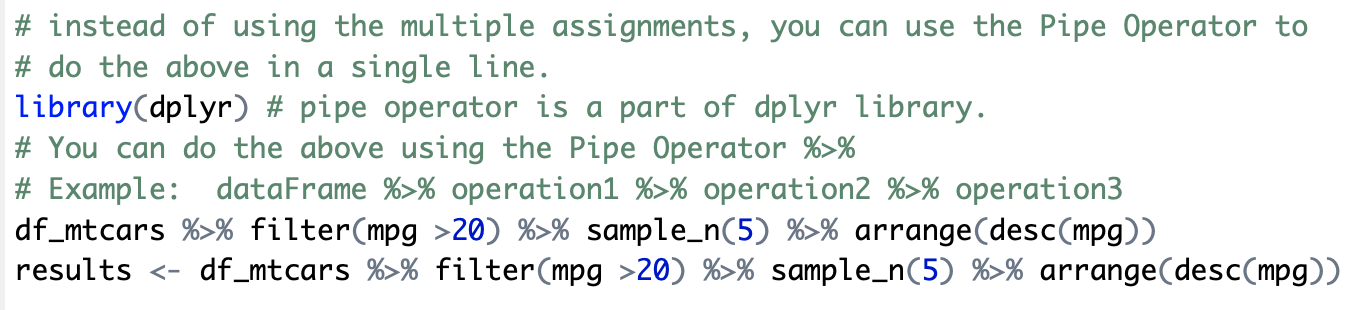 # instead of using the multiple assignments, you can use the Pipe Operator to
# do the above in a single line.
library(dplyr) # pipe operator is a part of dplyr library.
# You can do the above using the Pipe Operator %>%
# Example:  dataFrame %>% operation1 %>% operation2 %>% operation3
df_mtcars %>% filter(mpg >20) %>% sample_n(5) %>% arrange(desc(mpg))
results <- df_mtcars %>% filter(mpg >20) %>% sample_n(5) %>% arrange(desc(mpg))